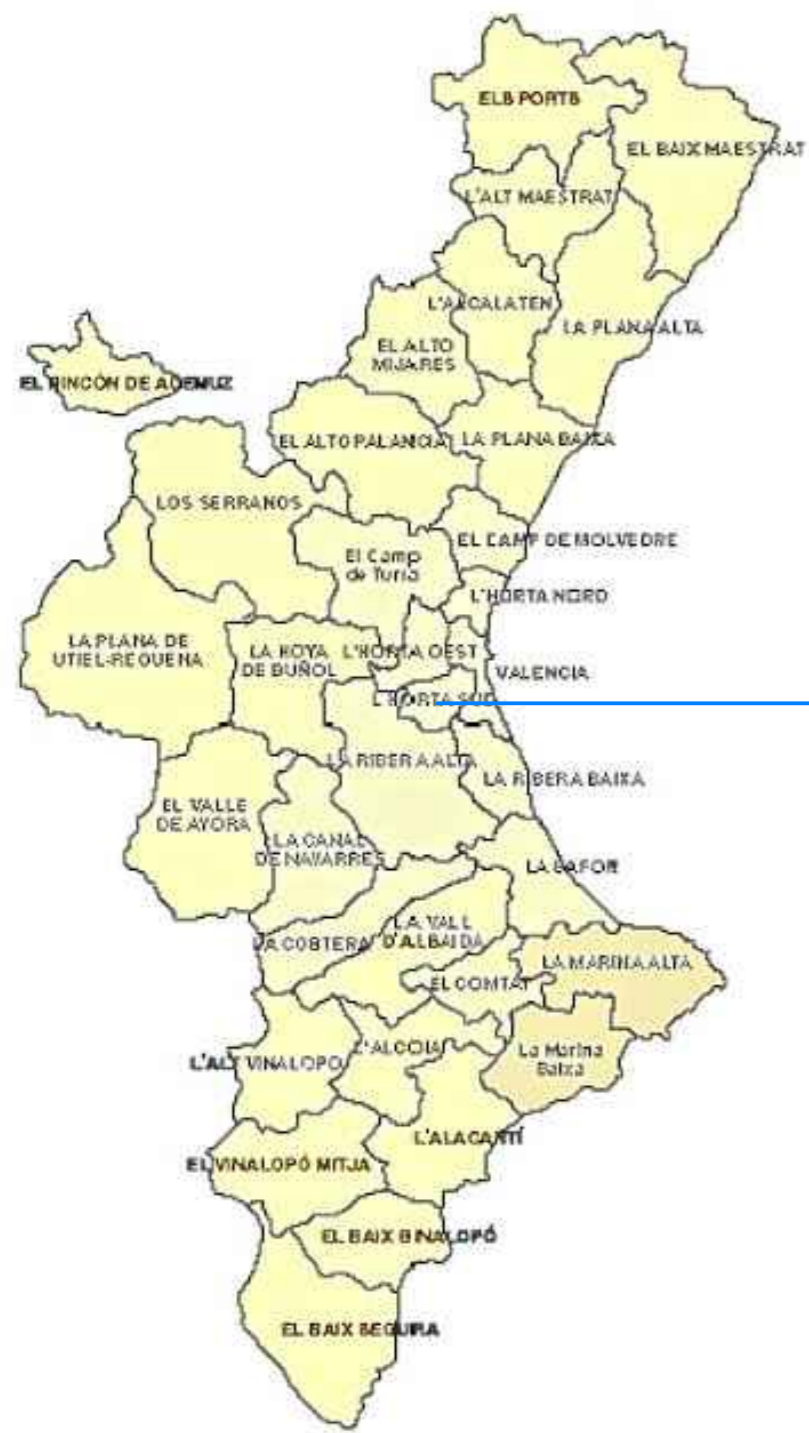 ELS PORTS
EL BAIX MAESTRAT
L'ALT MAESTRAT
L'ALCALATEN
LA PLANA ALTA
EL ALTO
MIJARES
EL RINCÓN DE ADEMUZ
EL ALTO PALANCIA
LA PLANA BAIXA
LOS SERRANOS
EL CAMP DE MOLVEDRE
El Camp
de Turia
L'HORTA NORD
LA PLANA DE
UTIEL-REQUENA
LA HOYA
DE BUÑOL
L'HORTA OEST
VALENCIA
L'HORTA SUD
LA RIBERA ALTA
LA RIBERA BAIXA
EL VALLE
DE AYORA
LA CANAL
DE NAVARRES
LA SAFOR
LA VALL
D'ALBAIDA
LA COSTERA
LA MARINA ALTA
EL COMTAT
L'ALCOIA
La Marina
Baixa
L'ALT VINALOPO
L'ALACANTÍ
EL VINALOPÓ MITJA
EL BAIX BINALOPÓ
EL BAIX SEGUIRA